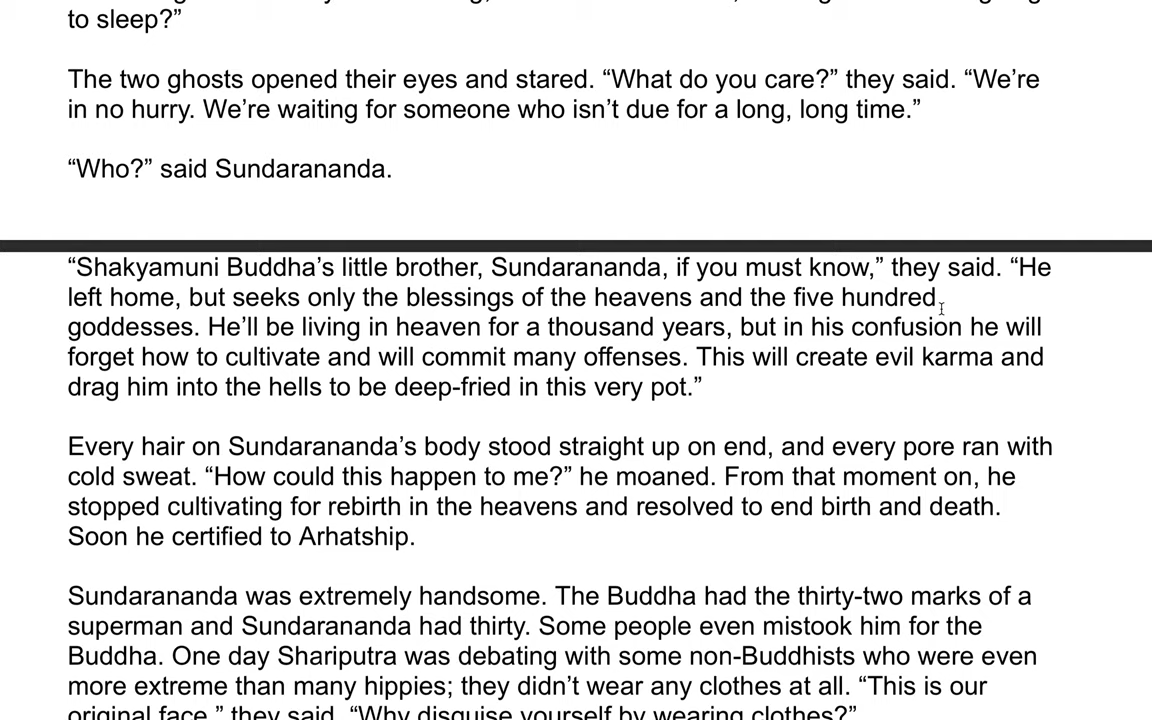 to sleep?”
The two ghosts opened their eyes and stared. “What do you care?” they said. “We’re
in no hurry. We’re waiting for someone who isn’t due for a long, long time.”
“Who?” said Sundarananda.
“Shakyamuni Buddha’s little brother, Sundarananda, if you must know,” they said. “He
left home, but seeks only the blessings of the heavens and the five hundred
goddesses. He’ll be living in heaven for a thousand years, but in his confusion he will
forget how to cultivate and will commit many offenses. This will create evil karma and
drag him into the hells to be deep-fried in this very pot.”
Every hair on Sundarananda’s body stood straight up on end, and every pore ran with
cold sweat. “How could this happen to me?” he moaned. From that moment on, he
stopped cultivating for rebirth in the heavens and resolved to end birth and death.
Soon he certified to Arhatship.
Sundarananda was extremely handsome. The Buddha had the thirty-two marks of a
superman and Sundarananda had thirty. Some people even mistook him for the
Buddha. One day Shariputra was debating with some non-Buddhists who were even
more extreme than many hippies; they didn’t wear any clothes at all. “This is our
original face,” they said. “Why disguise yourself by wearing clothes?”